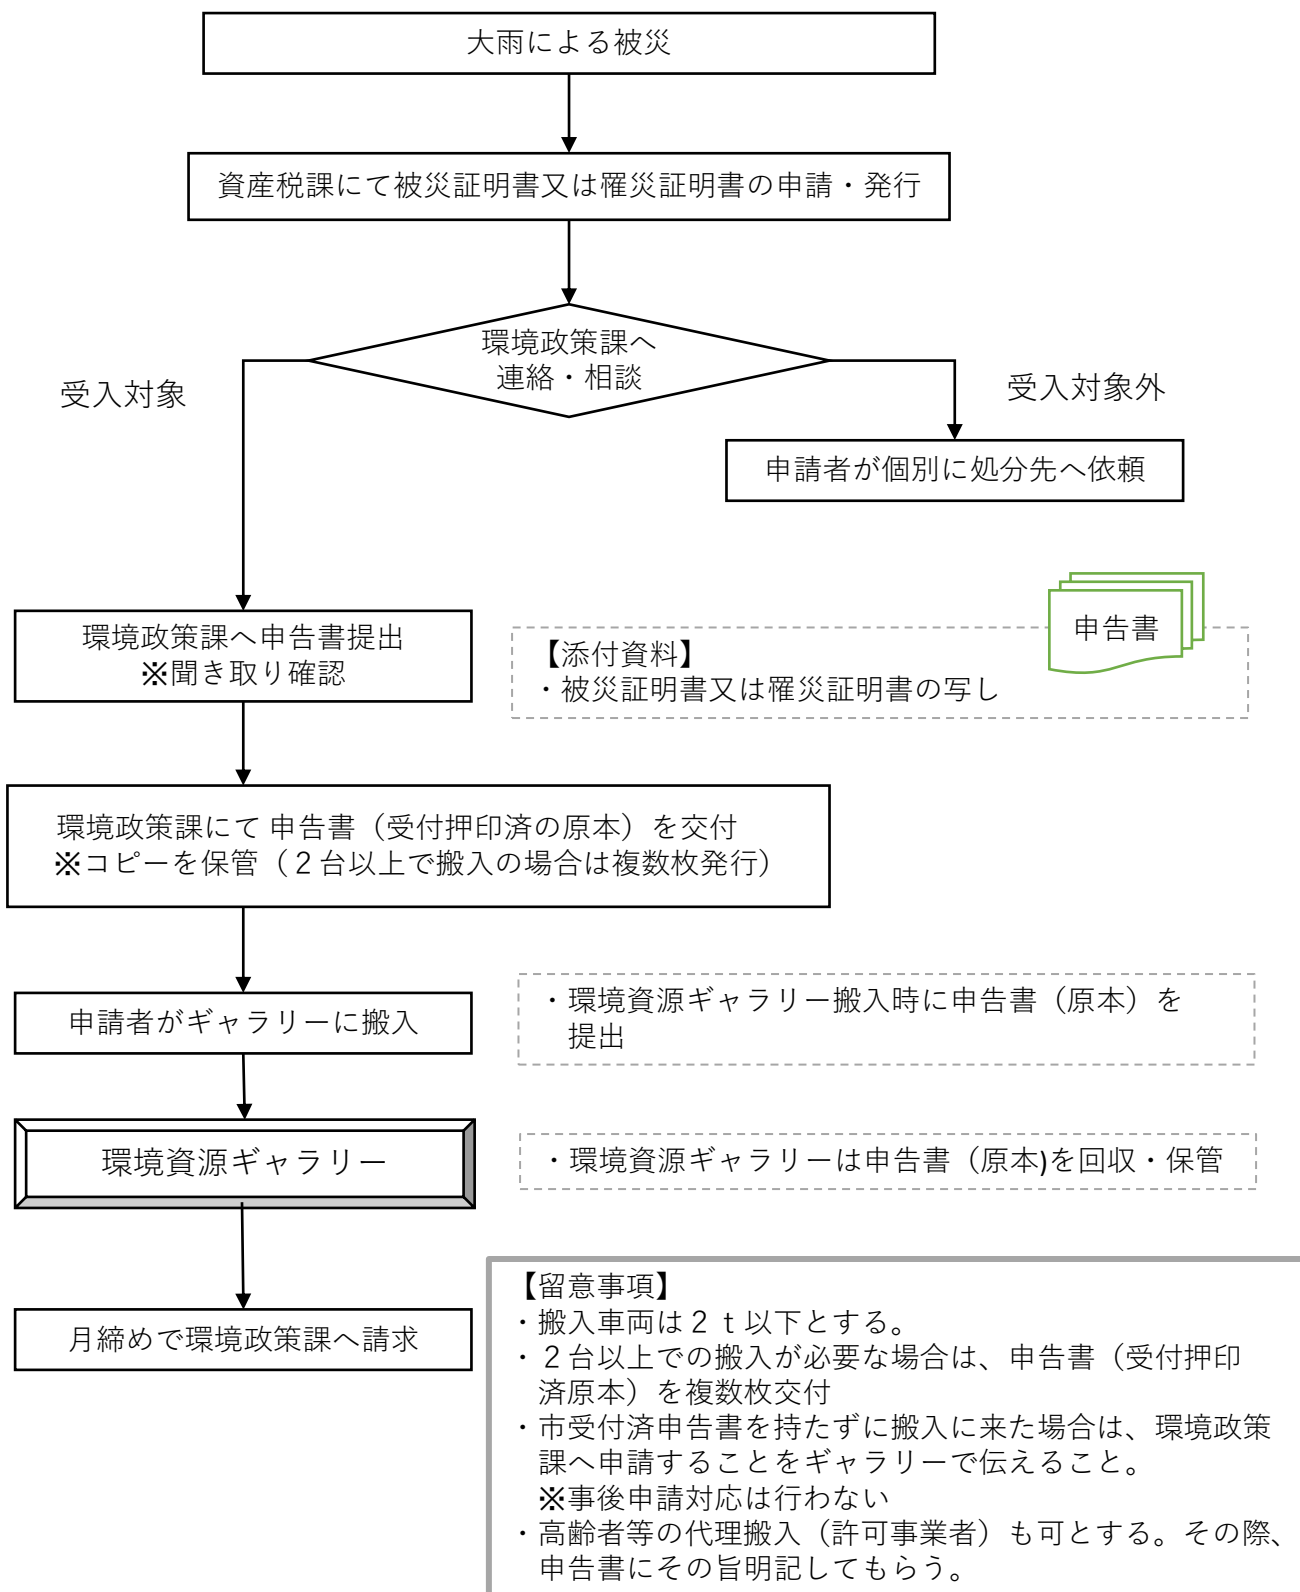 大雨による被災
資産税課にて被災証明書又は罹災証明書の申請・発行
環境政策課へ
連絡・相談
受入対象
受入対象外
申請者が個別に処分先へ依頼
環境政策課へ申告書提出
※聞き取り確認
申告書
【添付資料】
・被災証明書又は罹災証明書の写し
環境政策課にて 申告書（受付押印済の原本）を交付
※コピーを保管（２台以上で搬入の場合は複数枚発行）
申請者がギャラリーに搬入
・環境資源ギャラリー搬入時に申告書（原本）を
提出
環境資源ギャラリー
・環境資源ギャラリーは申告書（原本)を回収・保管
月締めで環境政策課へ請求
【留意事項】
・搬入車両は２ｔ以下とする。
・２台以上での搬入が必要な場合は、申告書（受付押印
済原本）を複数枚交付
・市受付済申告書を持たずに搬入に来た場合は、環境政策
課へ申請することをギャラリーで伝えること。
※事後申請対応は行わない
・高齢者等の代理搬入（許可事業者）も可とする。その際、
申告書にその旨明記してもらう。